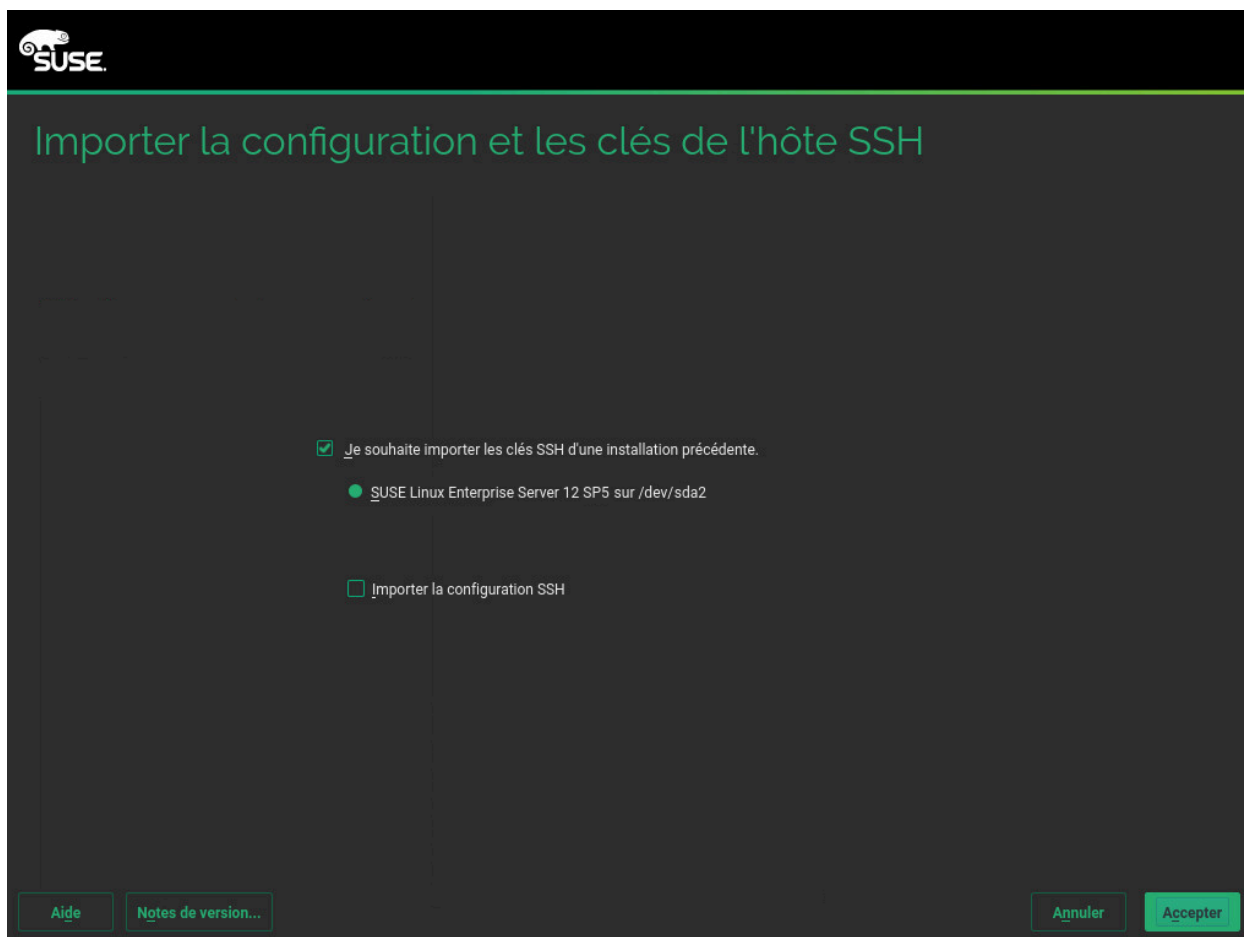 SUSE.
Importer la configuration et les clés de l'hôte SSH
Je souhaite importer les clés SSH d'une installation précédente.
SUSE Linux Enterprise Server 12 SP5 sur /dev/sda2
Importer la configuration SSH
Aide
Notes de version...
Annuler
Accepter